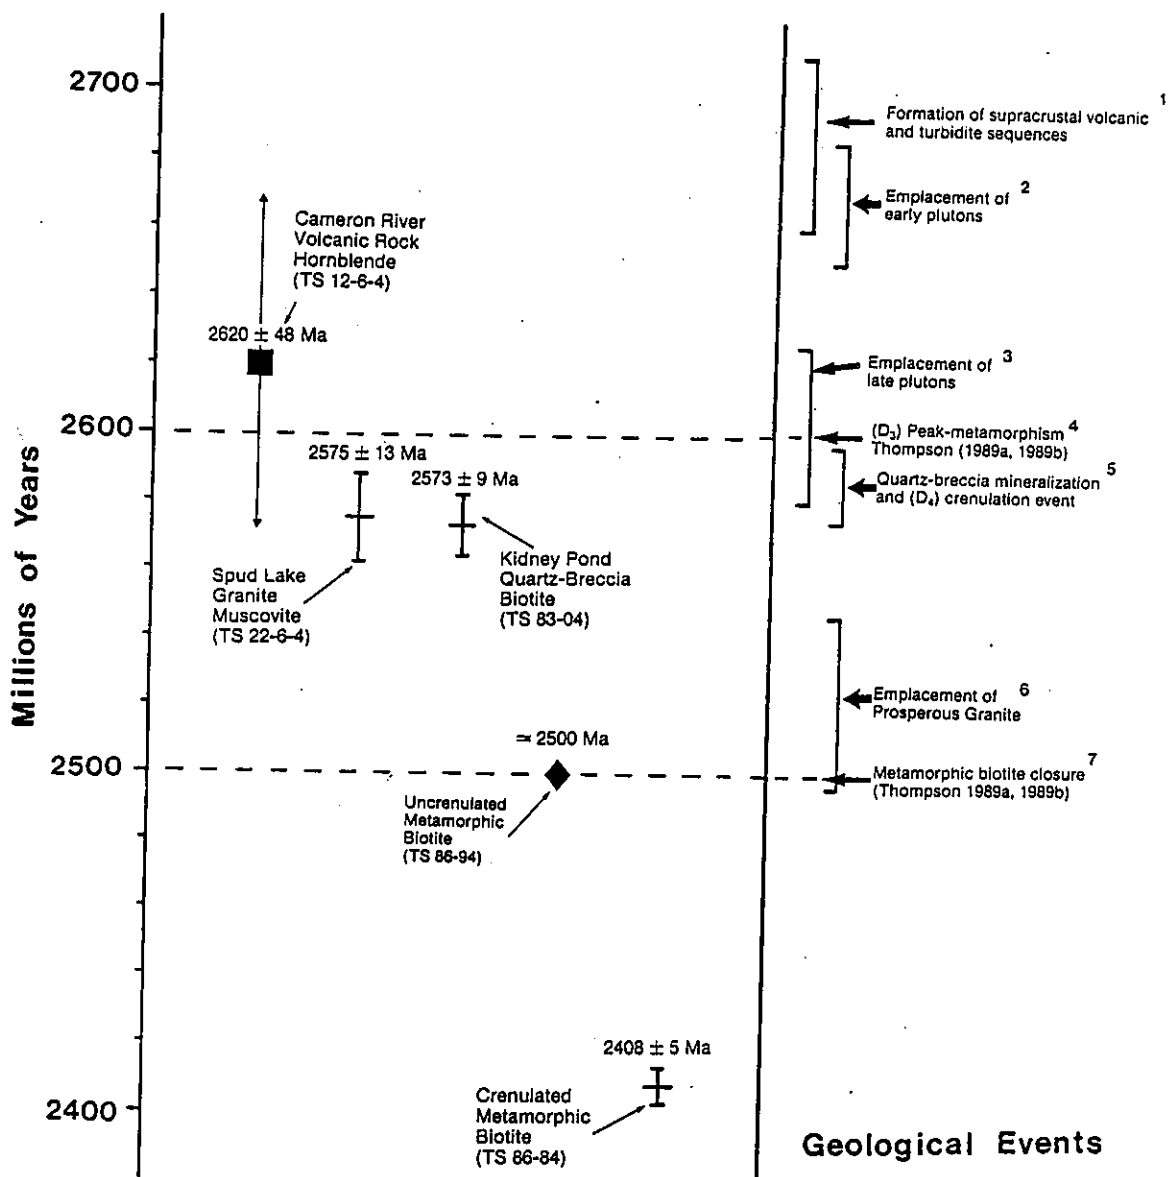 2700
2600
2500
2400
Millions of Years
Cameron River
Volcanic Rock
Hornblende
(TS 12-6-4)
2620 ± 48 Ma
2575 ± 13 Ma
2573 ± 9 Ma
Spud Lake
Granite
Muscovite
(TS 22-6-4)
Kidney Pond
Quartz-Breccia
Biotite
(TS 83-04)
≃ 2500 Ma
Uncrenulated
Metamorphic
Biotite
(TS 86-94)
2408 ± 5 Ma
Crenulated
Metamorphic
Biotite
(TS 86-84)
Formation of supracrustal volcanic 1
and turbidite sequences
Emplacement of 2
early plutons
Emplacement of 3
late plutons
(D₃) Peak-metamorphism 4
Thompson (1989a, 1989b)
Quartz-breccia mineralization 5
and (D₄) crenulation event
Emplacement of 6
Prosperous Granite
Metamorphic biotite closure 7
(Thompson 1989a, 1989b)
Geological Events